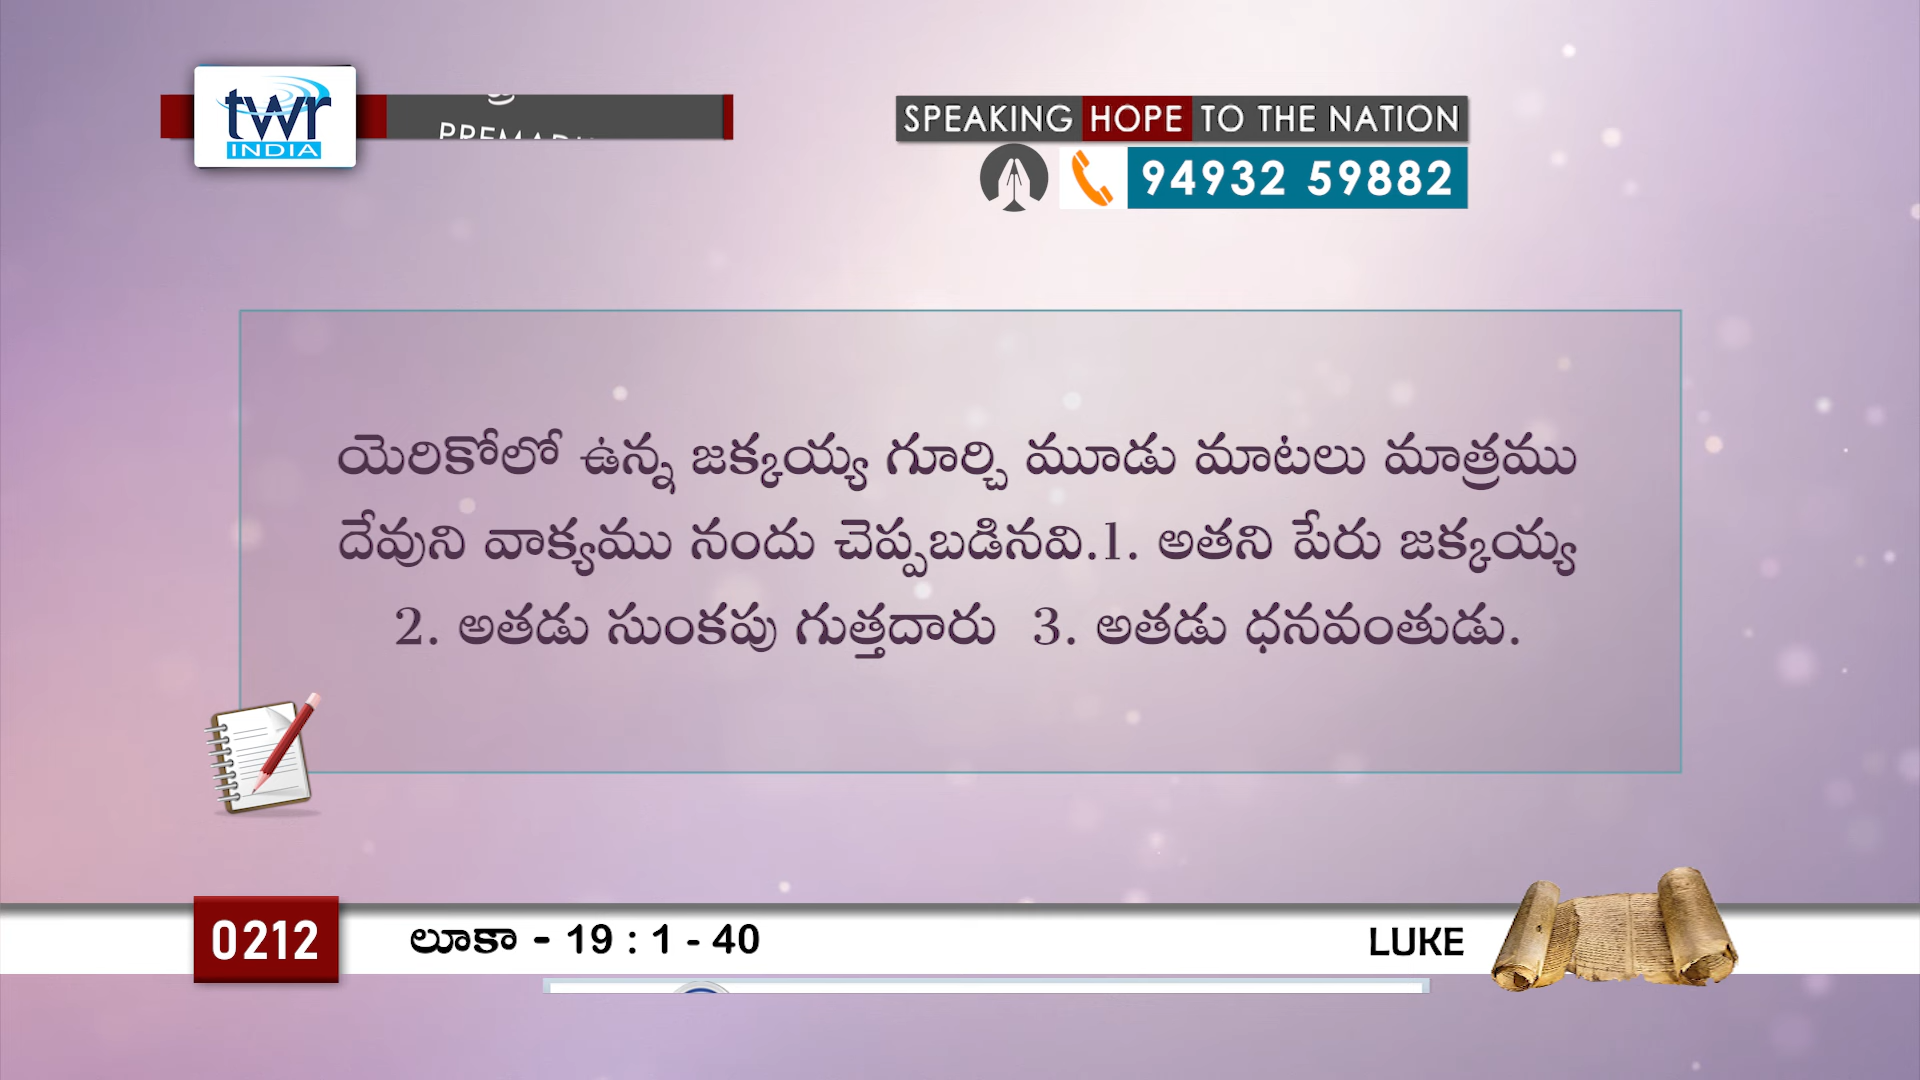 twr
INDIA
SPEAKING HOPE TO THE NATION
94932 59882
యెరికోలో ఉన్న జక్కయ్య గూర్చి మూడు మాటలు మాత్రము
దేవుని వాక్యము నందు చెప్పబడినవి.1. అతని పేరు జక్కయ్య
2. అతడు సుంకపు గుత్తదారు 3. అతడు ధనవంతుడు.
0212
లూకా - 19 : 1 - 40
LUKE